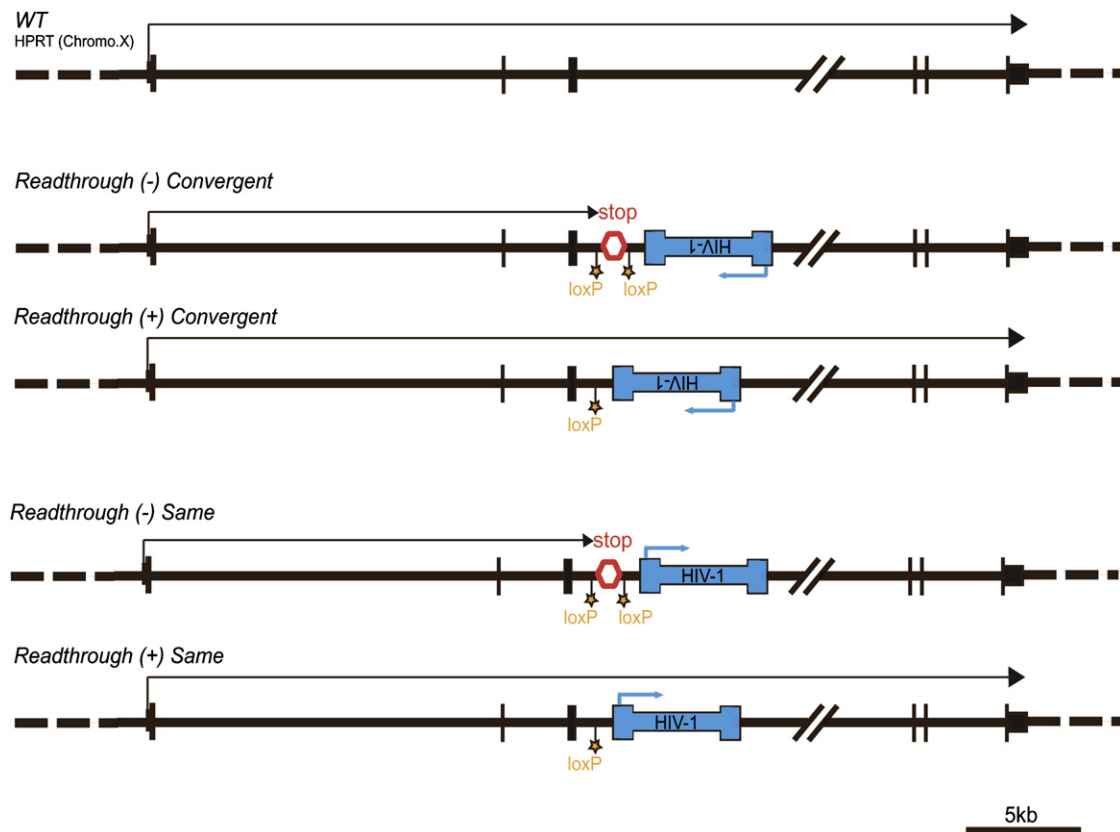 WT
HPRT (Chromo.X)
Readthrough (-) Convergent
stop
HIV-1
loxP loxP
Readthrough (+) Convergent
HIV-1
loxP
Readthrough (-) Same
stop
HIV-1
loxP loxP
Readthrough (+) Same
HIV-1
loxP
5kb